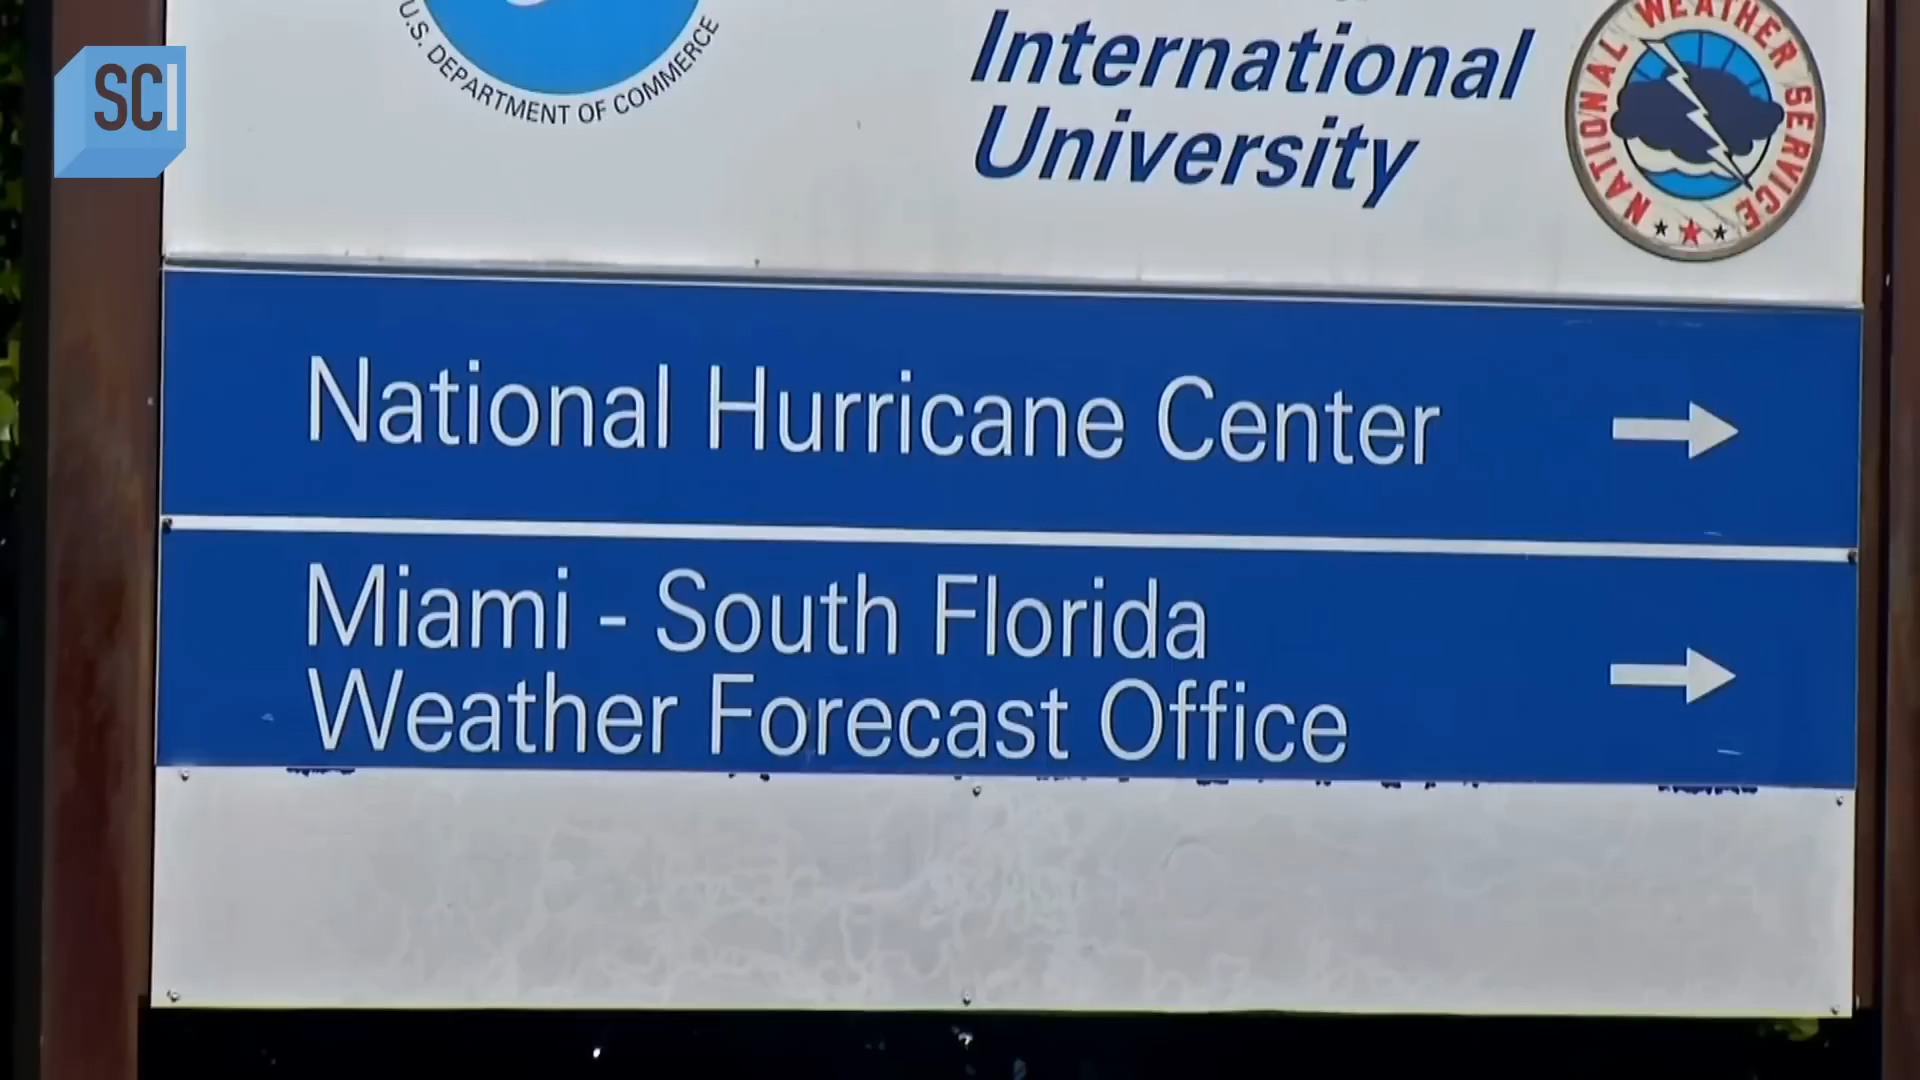 SCI
U.S. DEPARTMENT OF COMMERCE
International
University
NATIONAL WEATHER SERVICE
National Hurricane Center
Miami - South Florida
Weather Forecast Office